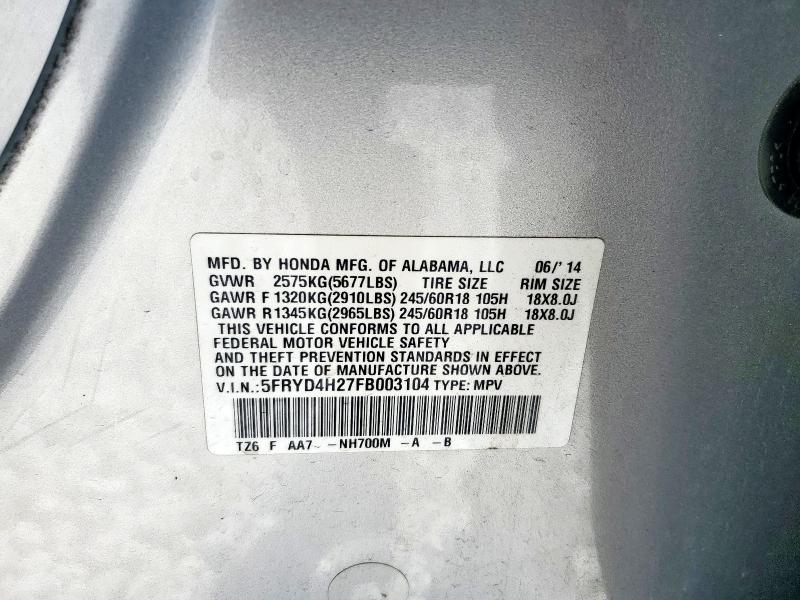 MFD. BY HONDA MFG. OF ALABAMA, LLC 06/'14
GVWR 2575KG(5677LBS) TIRE SIZE RIM SIZE
GAWR F 1320KG(2910LBS) 245/60R18 105H 18X8.0J
GAWR R 1345KG(2965LBS) 245/60R18 105H 18X8.0J
THIS VEHICLE CONFORMS TO ALL APPLICABLE
FEDERAL MOTOR VEHICLE SAFETY
AND THEFT PREVENTION STANDARDS IN EFFECT
ON THE DATE OF MANUFACTURE SHOWN ABOVE.
V.I.N.:5FRYD4H27FB003104 TYPE: MPV
TZ6 F AA7~ -NH700M -A -B